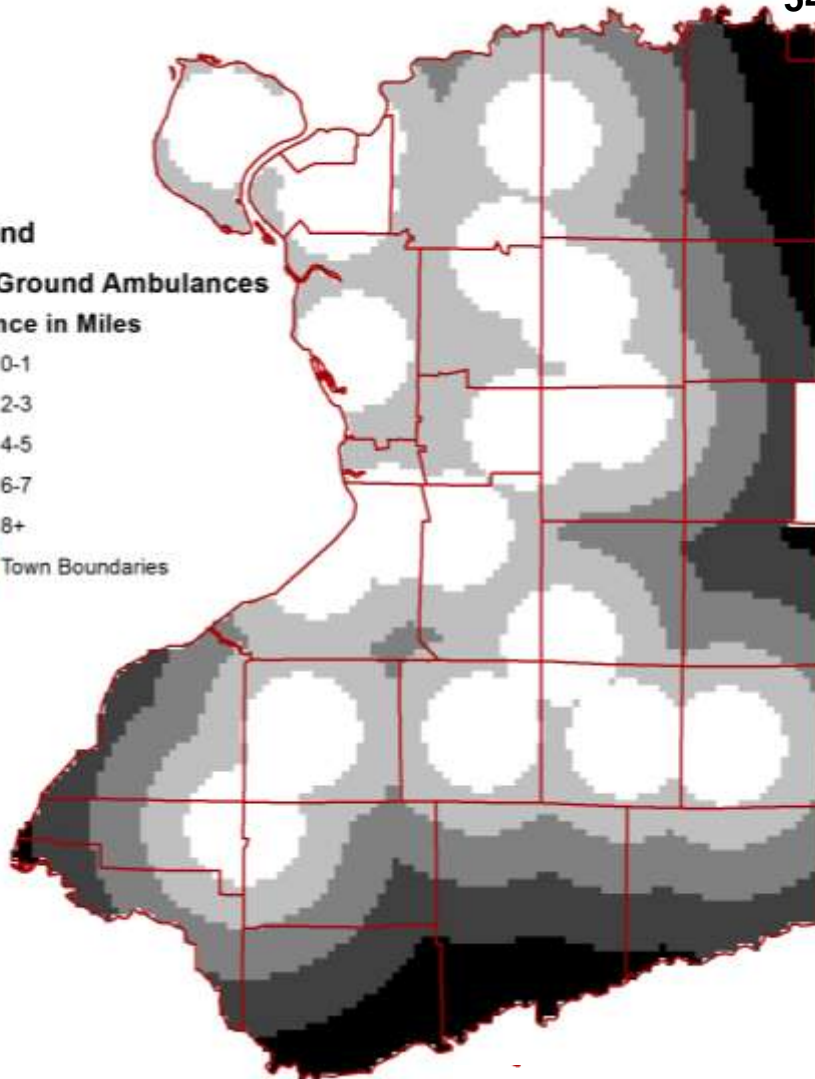 nd
Ground Ambulances
nce in Miles
0-1
2-3
4-5
6-7
8+
Town Boundaries